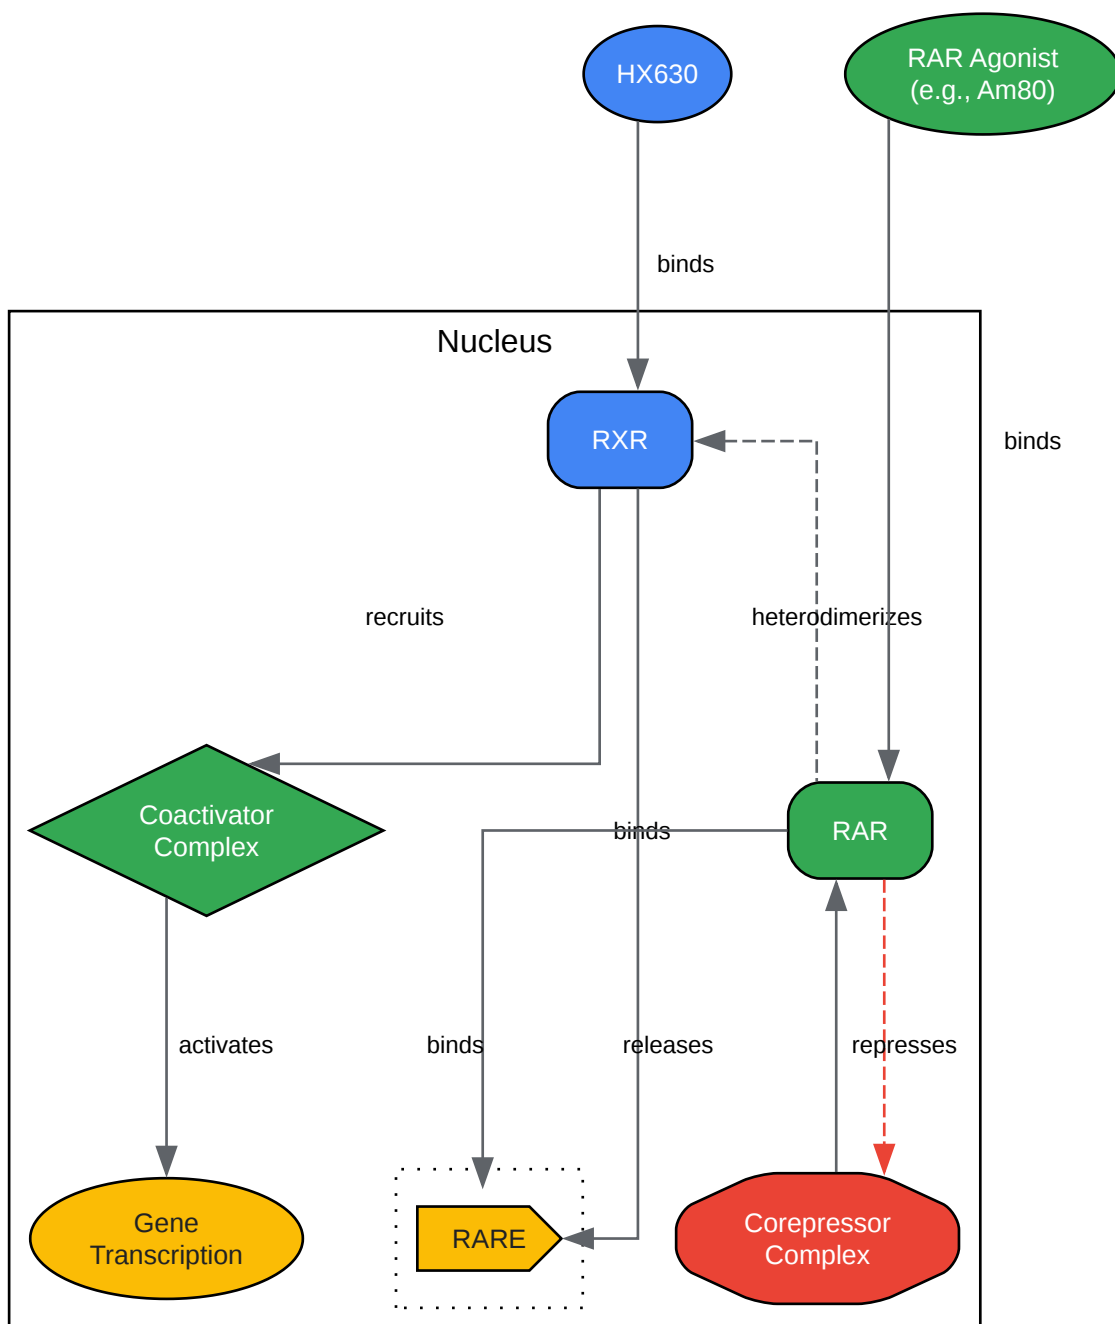 HX630
RAR Agonist
(e.g., Am80)
binds
Nucleus
RXR
binds
recruits
heterodimerizes
Coactivator
Complex
binds
RAR
activates
binds
releases
represses
Gene
Transcription
RARE
Corepressor
Complex